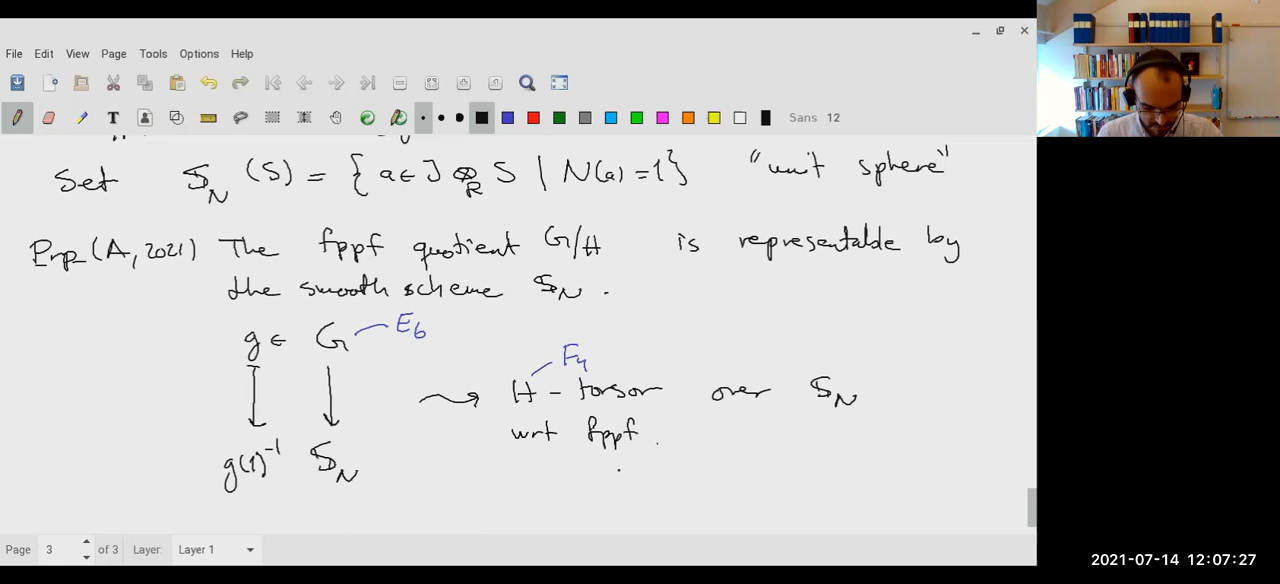 File Edit View Page Tools Options Help
Sans 12
Set 𝕊_N (S) = { a ∈ J ⊗_R S | N(a) = 1 } "unit sphere"
Prp (A, 2021) The fppf quotient G/H is representable by
the smooth scheme 𝕊_N .
g ∈ G — E6
F4
H - torsor over 𝕊_N
wrt fppf .
g(1)^{-1} 𝕊_N
Page 3 of 3 Layer: Layer 1
2021-07-14 12:07:27